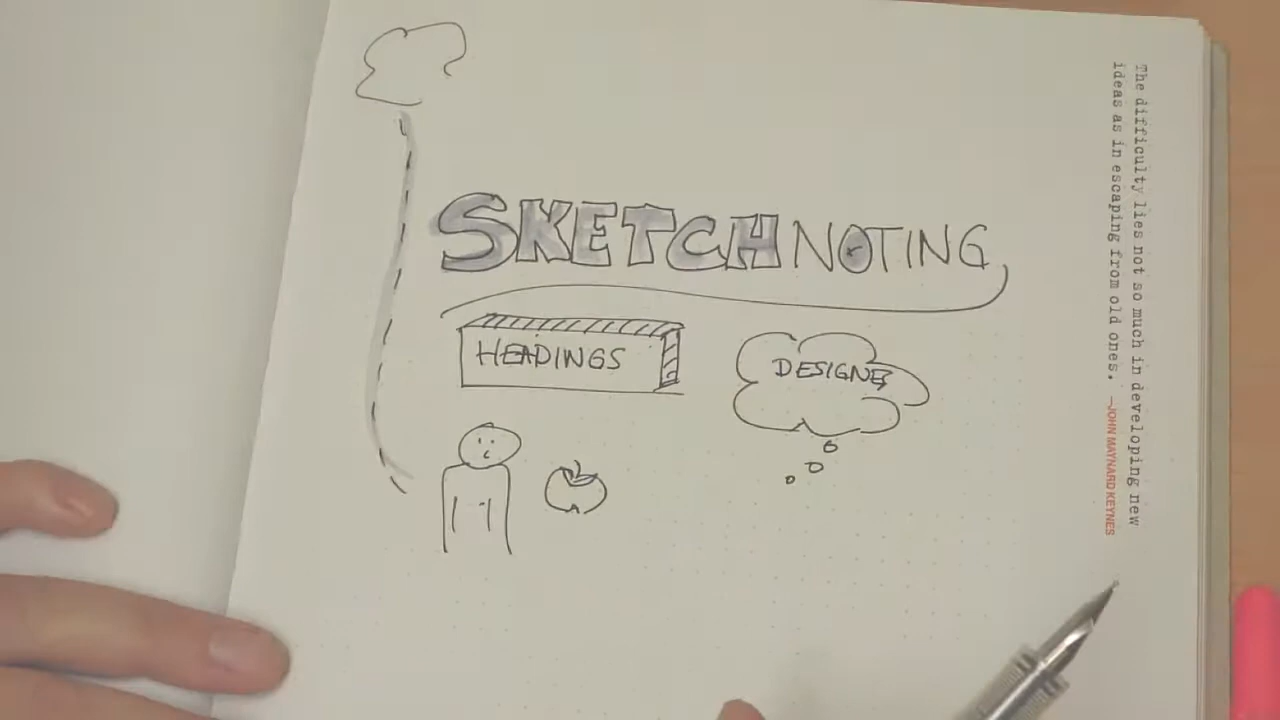 SKETCHNOTING
HEADINGS
DESIGNE
The difficulty lies not so much in developing new
ideas as in escaping from old ones. —JOHN MAYNARD KEYNES